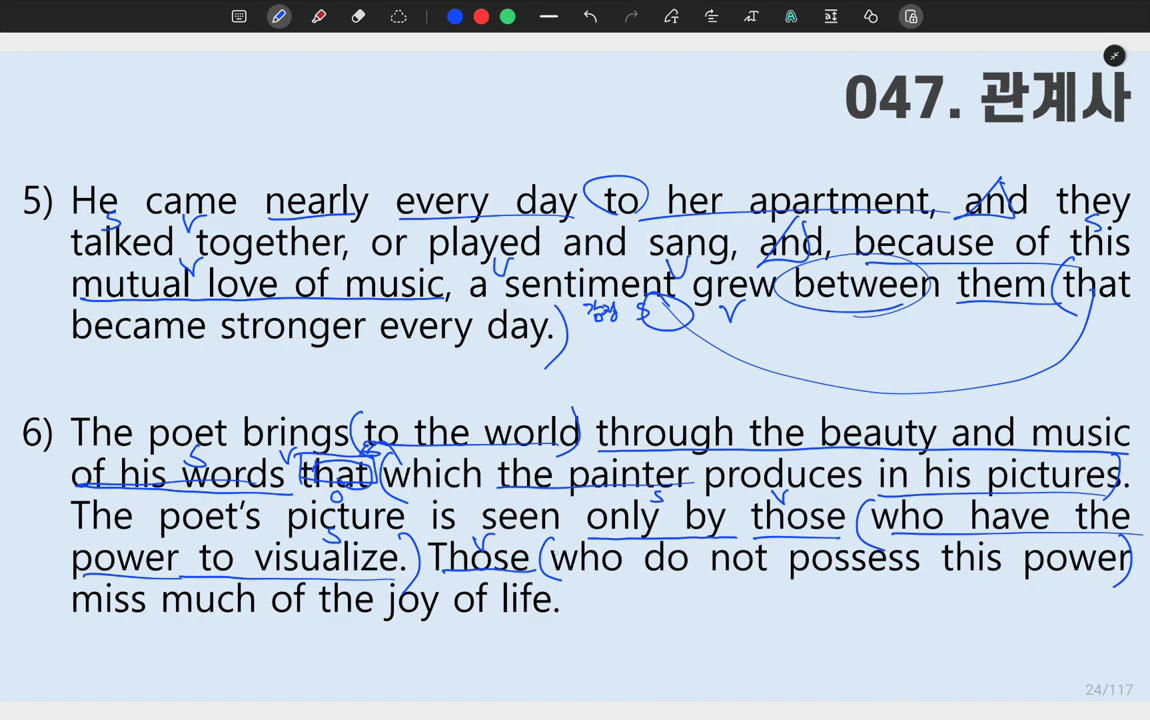 047. 관계사
5) He came nearly every day to her apartment, and they
S V S
talked together, or played and sang, and, because of this
V V V
mutual love of music, a sentiment grew between them that
감정 S V
became stronger every day.
6) The poet brings to the world through the beauty and music
S V
of his words that which the painter produces in his pictures.
O S V
The poet's picture is seen only by those who have the
S V
power to visualize. Those who do not possess this power
miss much of the joy of life.
24/117